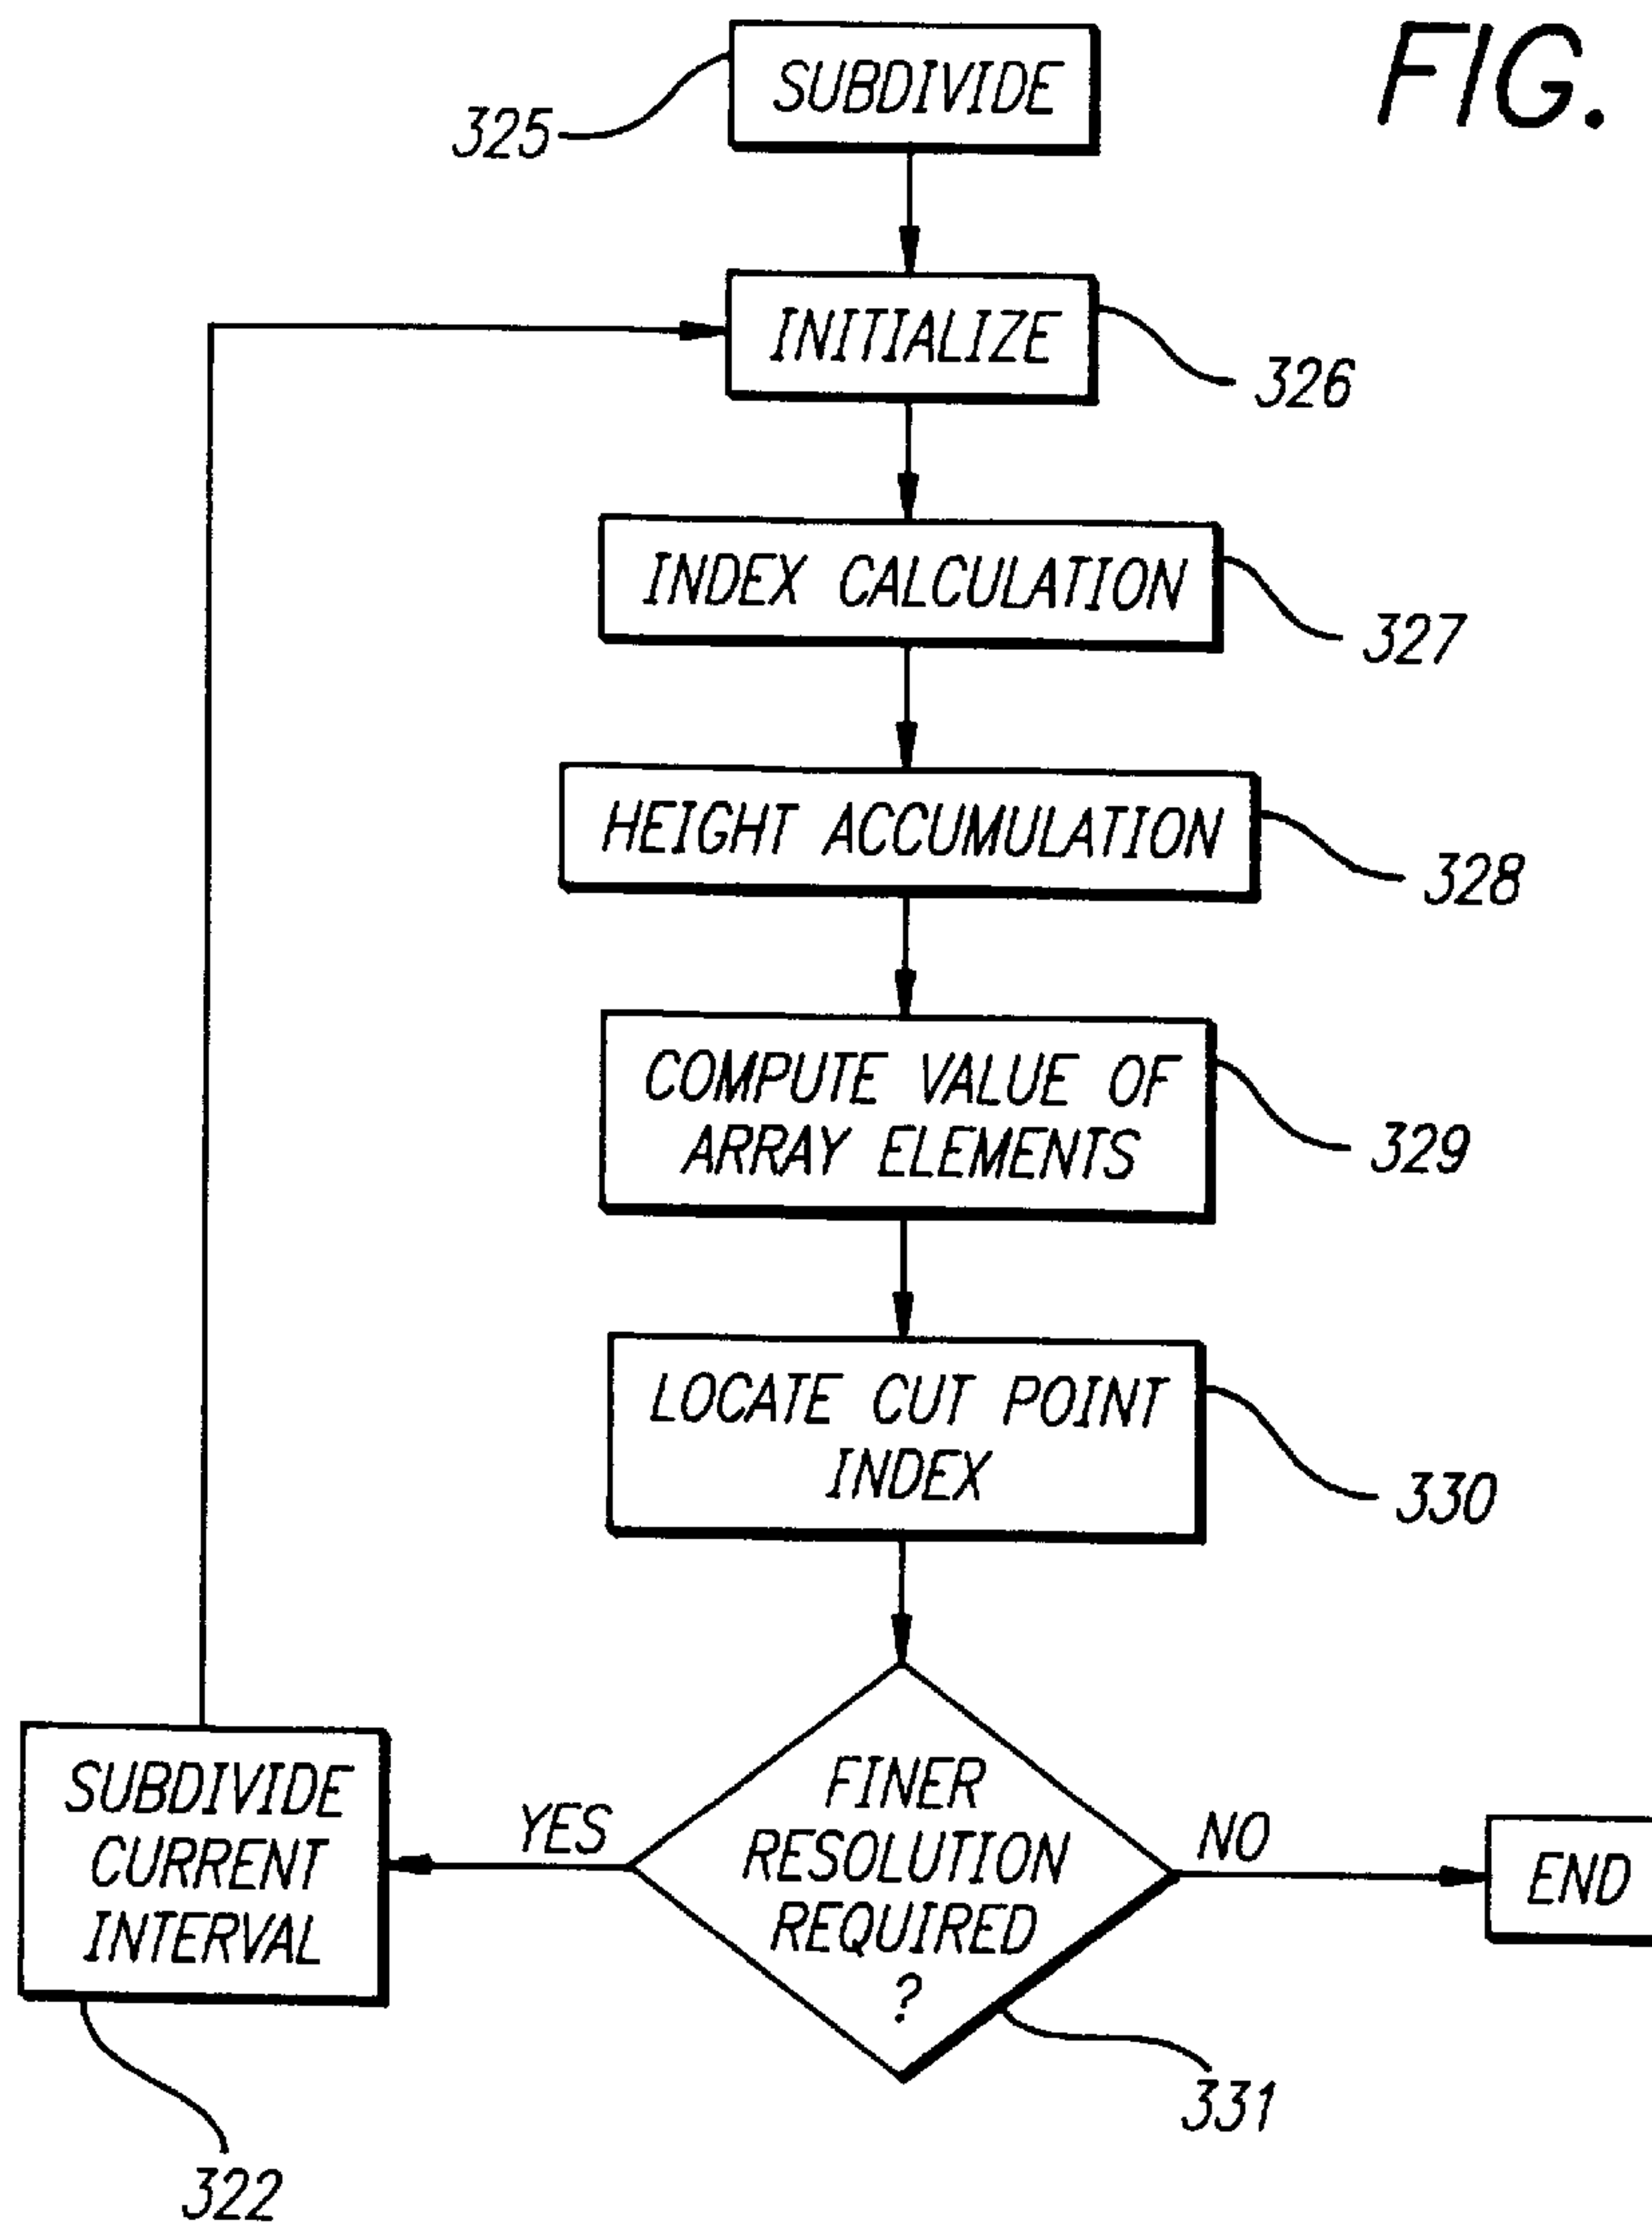 FIG.
SUBDIVIDE
325
INITIALIZE
326
INDEX CALCULATION
327
HEIGHT ACCUMULATION
328
COMPUTE VALUE OF
ARRAY ELEMENTS
329
LOCATE CUT POINT
INDEX
330
FINER
RESOLUTION
REQUIRED
?
331
YES
NO
SUBDIVIDE
CURRENT
INTERVAL
322
END